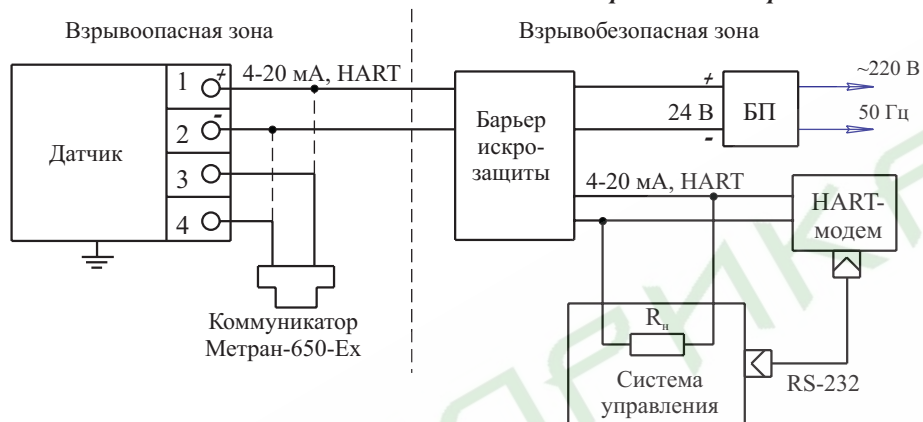 Взрывоопасная зона
Взрывобезопасная зона
1
+
4-20 мА, HART
2
-
Датчик
3
4
Коммуникатор
Метран-650-Ех
Барьер
искро-
защиты
+
24 В
-
БП
~220 В
50 Гц
4-20 мА, HART
HART-
модем
Rн
Система
управления
RS-232